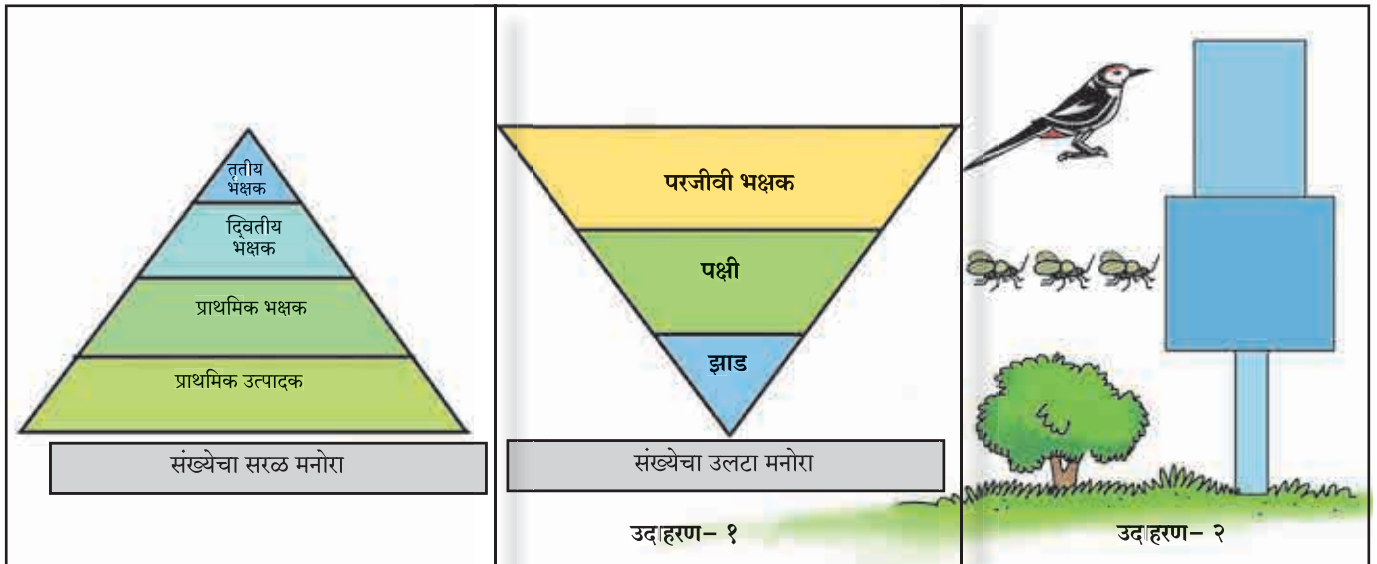 तृतीय
भक्षक
द्वितीय
भक्षक
प्राथमिक भक्षक
प्राथमिक उत्पादक
संख्येचा सरळ मनोरा
परजीवी भक्षक
पक्षी
झाड
संख्येचा उलटा मनोरा
उदाहरण– १
उदाहरण– २